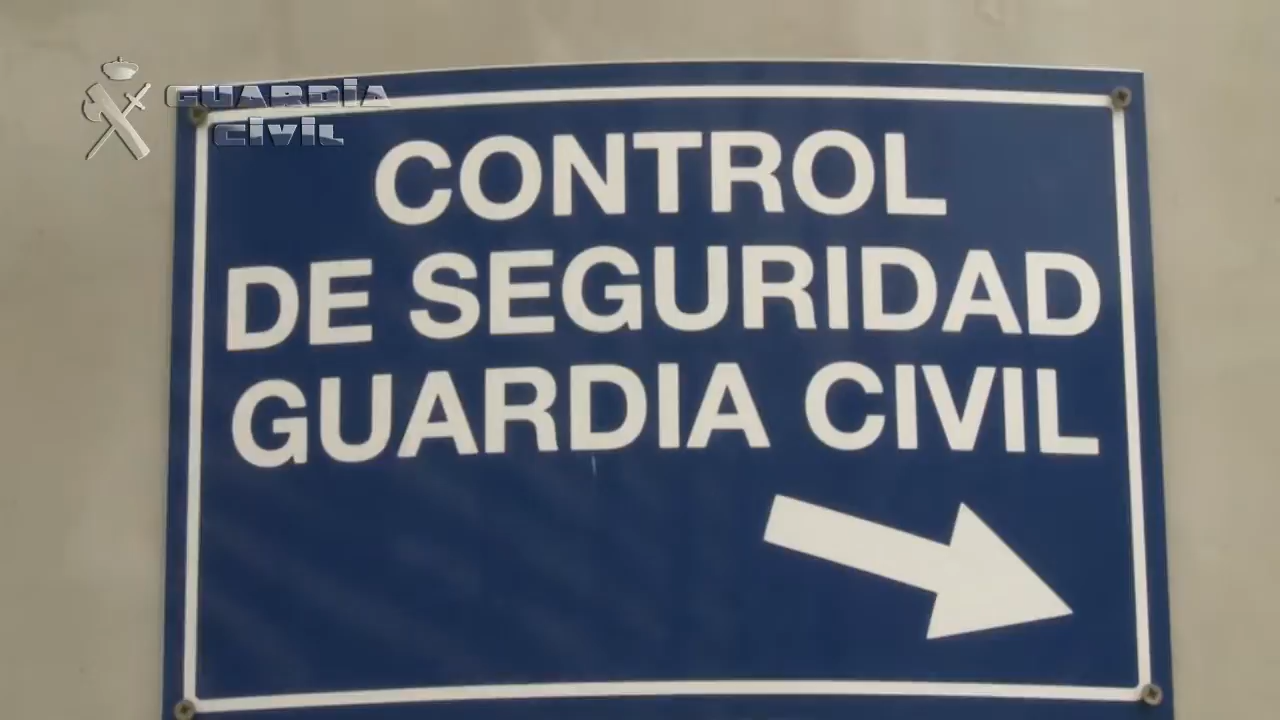 GUARDIA
CIVIL
CONTROL
DE SEGURIDAD
GUARDIA CIVIL